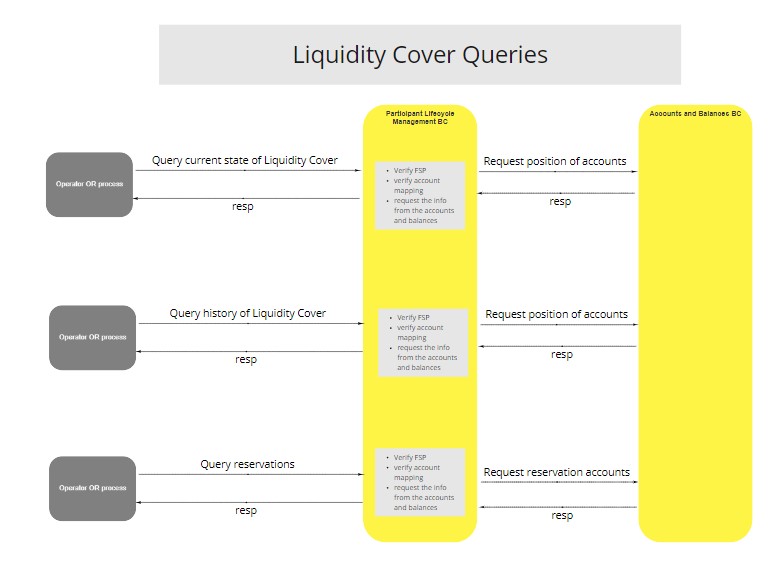 Liquidity Cover Queries
Participant Lifecycle
Management BC
Accounts and Balances BC
Operator OR process
Query current state of Liquidity Cover
resp
• Verify FSP
• verify account
mapping
• request the info
from the accounts
and balances
Request position of accounts
resp
Operator OR process
Query history of Liquidity Cover
resp
• Verify FSP
• verify account
mapping
• request the info
from the accounts
and balances
Request position of accounts
resp
Operator OR process
Query reservations
resp
• Verify FSP
• verify account
mapping
• request the info
from the accounts
and balances
Request reservation accounts
resp